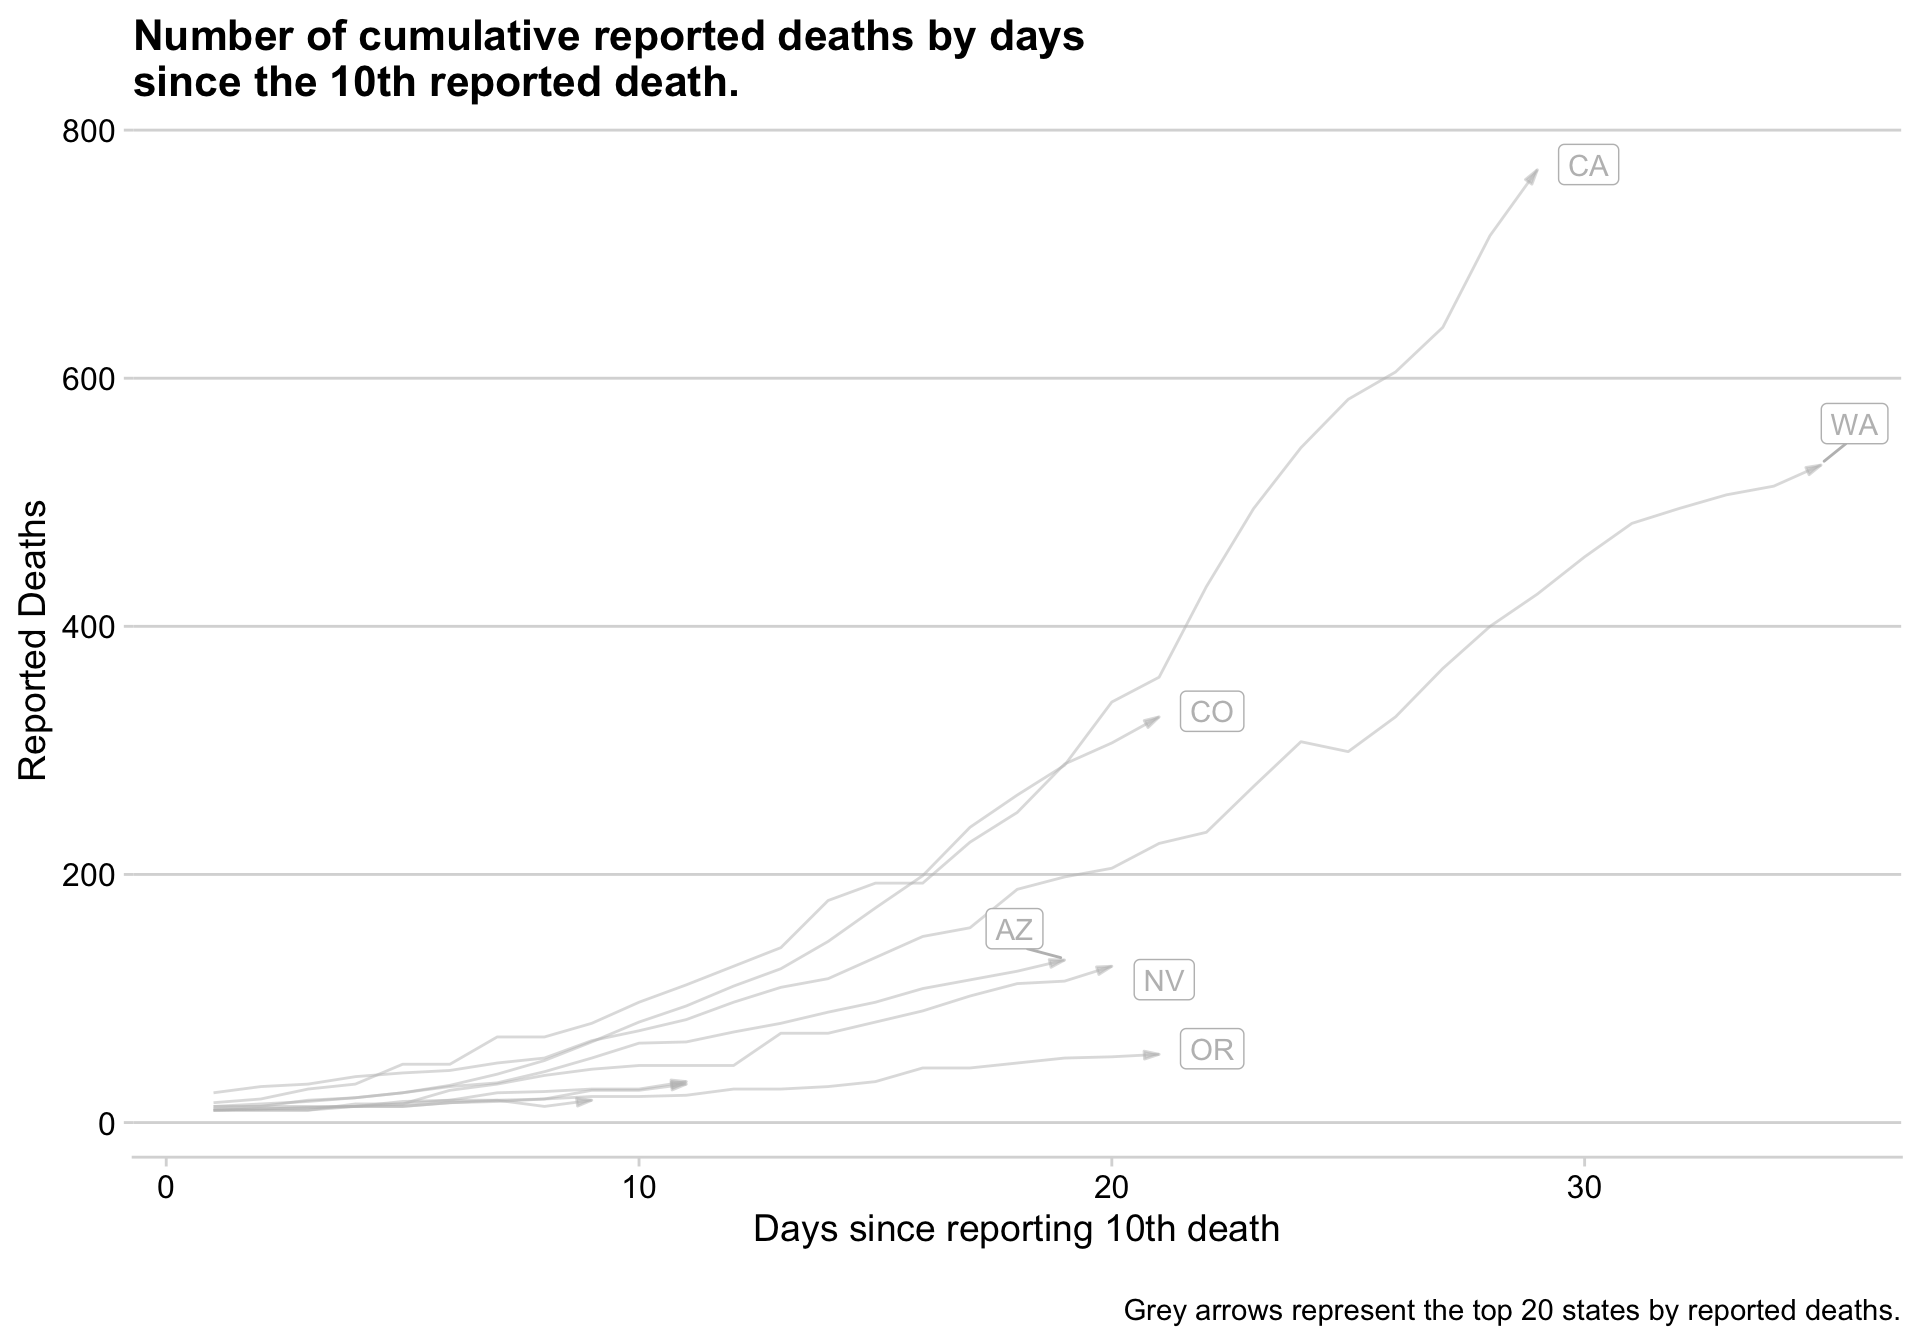 Number of cumulative reported deaths by days
since the 10th reported death.
800
600
400
200
0
Reported Deaths
CA
WA
CO
AZ
NV
OR
0 10 20 30
Days since reporting 10th death
Grey arrows represent the top 20 states by reported deaths.